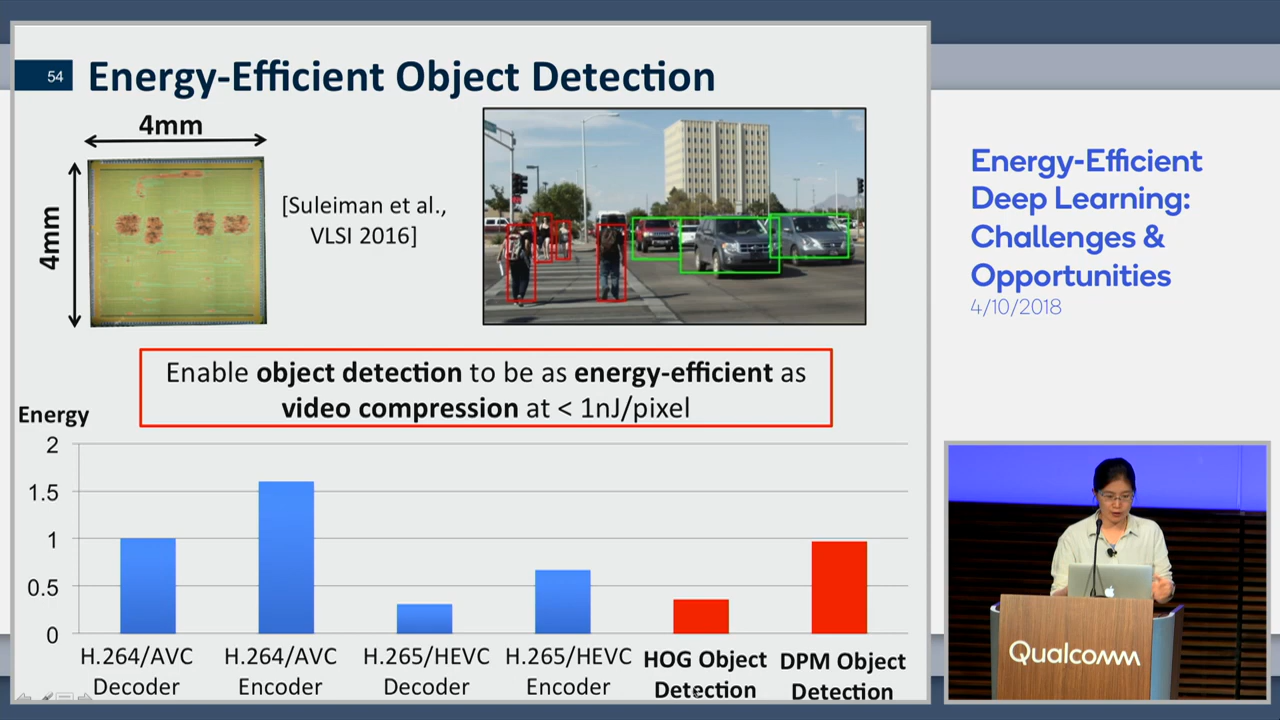 54
Energy-Efficient Object Detection
4mm
4mm
[Suleiman et al.,
VLSI 2016]
Enable object detection to be as energy-efficient as
video compression at < 1nJ/pixel
Energy
2
1.5
1
0.5
0
H.264/AVC
Decoder
H.264/AVC
Encoder
H.265/HEVC
Decoder
H.265/HEVC
Encoder
HOG Object
Detection
DPM Object
Detection
Energy-Efficient
Deep Learning:
Challenges &
Opportunities
4/10/2018
Qualcomm